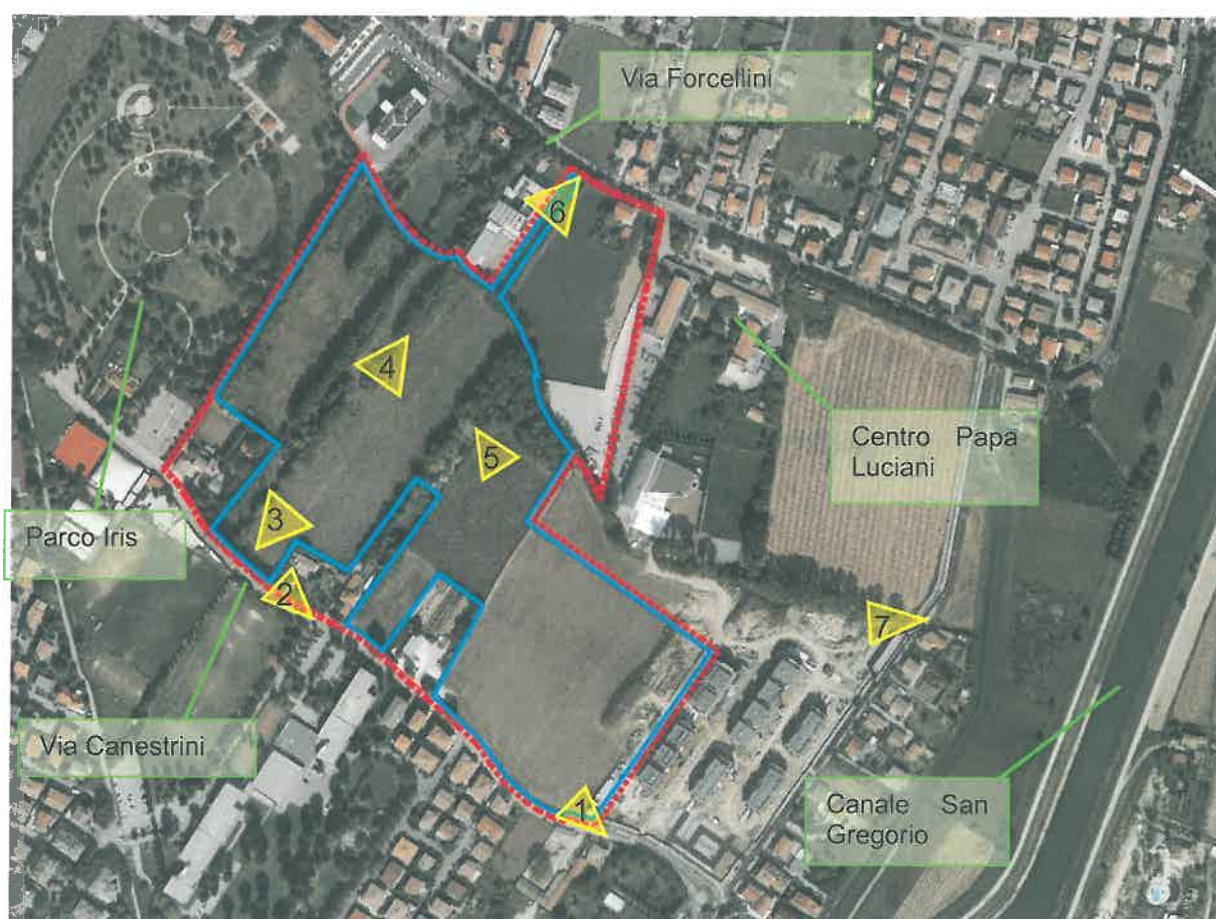 Via Forcellini
6
4
Centro Papa
Luciani
5
3
Parco Iris
2
7
Via Canestrini
1
Canale San
Gregorio